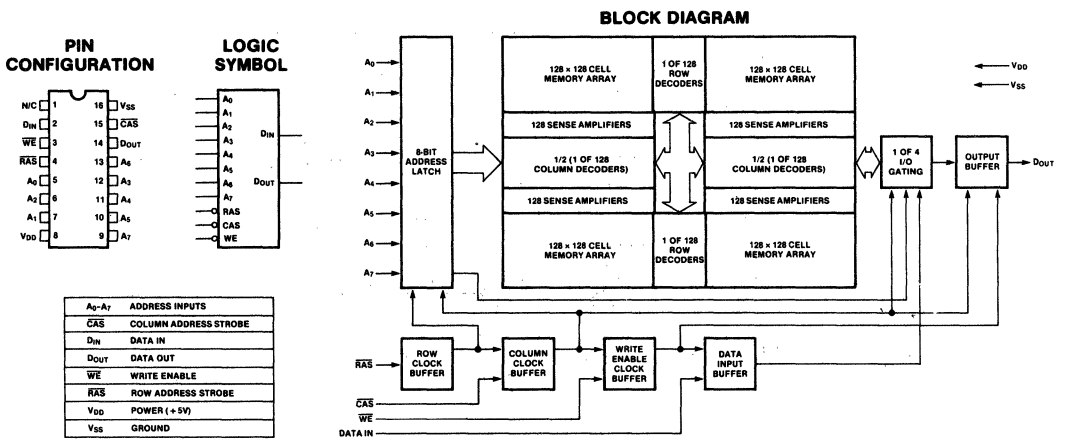 BLOCK DIAGRAM
PIN
CONFIGURATION
LOGIC
SYMBOL
N/C 1
DIN 2
WE 3
RAS 4
A0 5
A2 6
A1 7
VDD 8
16 VSS
15 CAS
14 DOUT
13 A6
12 A3
11 A4
10 A5
9 A7
A0
A1
A2
A3
A4
A5
A6
A7
RAS
CAS
WE
DIN
DOUT
A0-A7 ADDRESS INPUTS
CAS COLUMN ADDRESS STROBE
DIN DATA IN
DOUT DATA OUT
WE WRITE ENABLE
RAS ROW ADDRESS STROBE
VDD POWER (+5V)
VSS GROUND
A0
A1
A2
A3
A4
A5
A6
A7
8-BIT
ADDRESS
LATCH
128 × 128 CELL
MEMORY ARRAY
1 OF 128
ROW
DECODERS
128 × 128 CELL
MEMORY ARRAY
128 SENSE AMPLIFIERS
128 SENSE AMPLIFIERS
1/2 (1 OF 128
COLUMN DECODERS)
1/2 (1 OF 128
COLUMN DECODERS)
128 SENSE AMPLIFIERS
128 SENSE AMPLIFIERS
128 × 128 CELL
MEMORY ARRAY
1 OF 128
ROW
DECODERS
128 × 128 CELL
MEMORY ARRAY
VDD
VSS
1 OF 4
I/O
GATING
OUTPUT
BUFFER
DOUT
RAS
ROW
CLOCK
BUFFER
COLUMN
CLOCK
BUFFER
WRITE
ENABLE
CLOCK
BUFFER
DATA
INPUT
BUFFER
CAS
WE
DATA IN